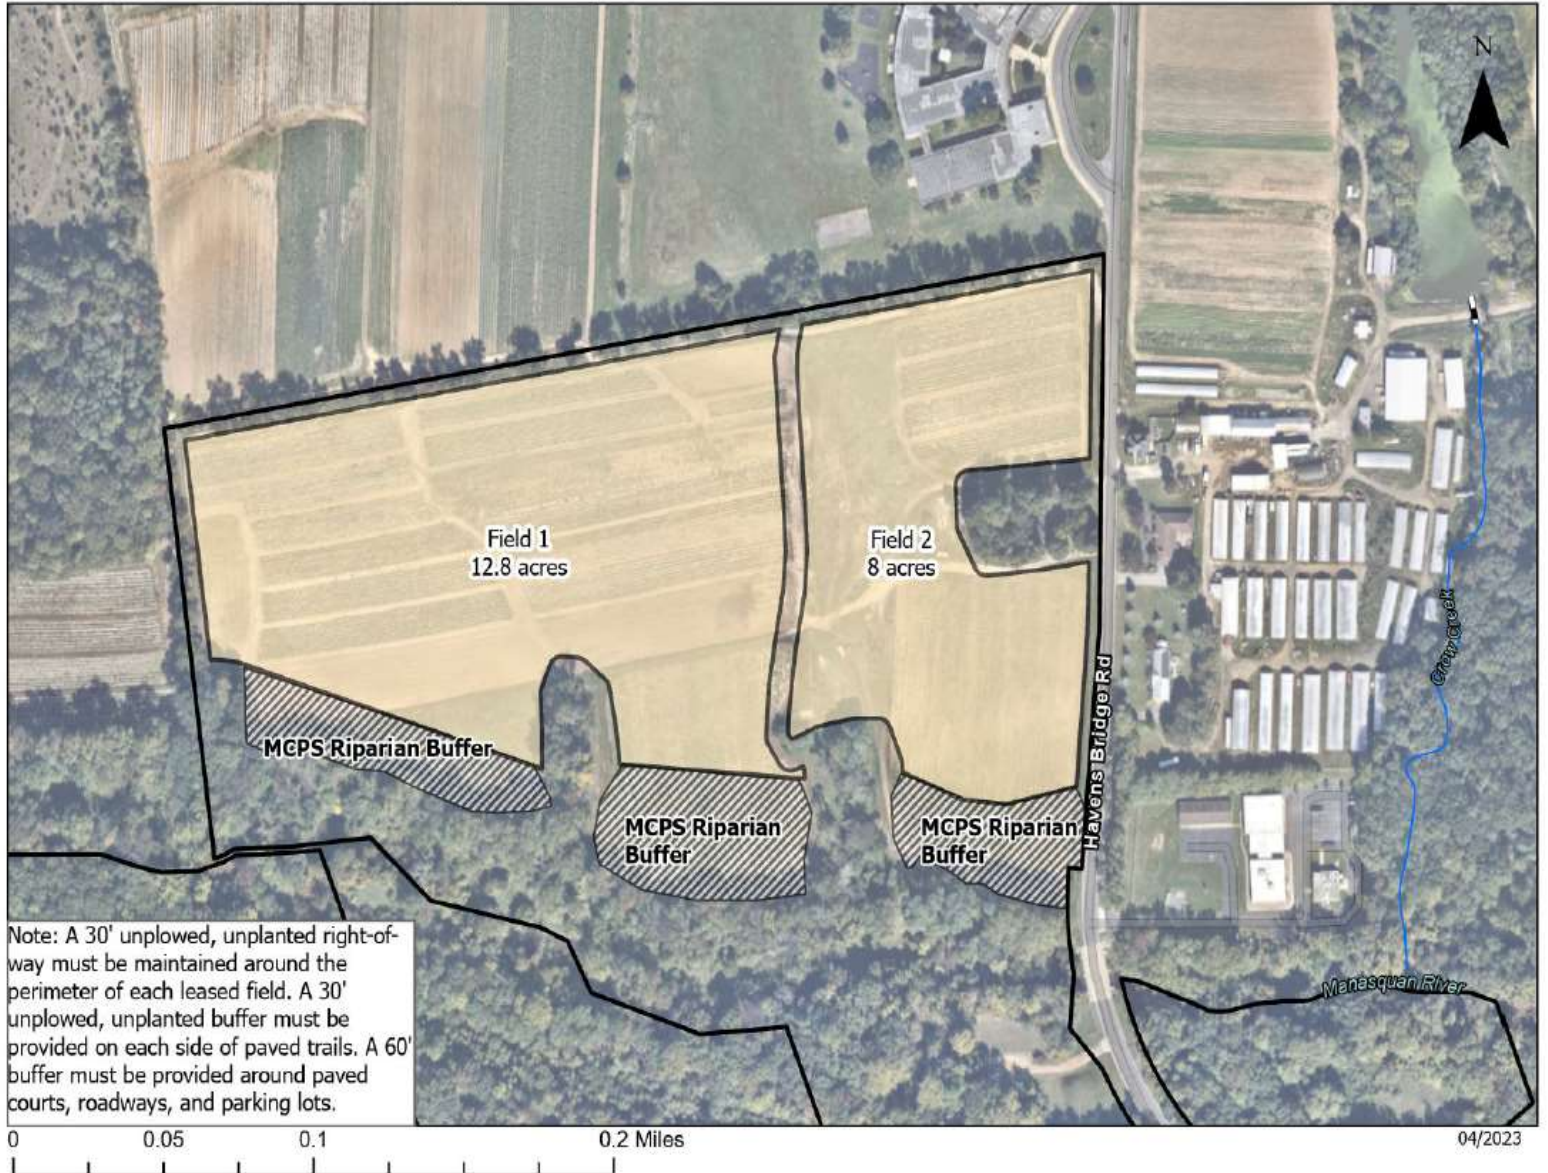 N
Field 1
12.8 acres
Field 2
8 acres
Crow Creek
Havens Bridge Rd
MCPS Riparian Buffer
MCPS Riparian
Buffer
MCPS Riparian
Buffer
Manasquan River
Note: A 30' unplowed, unplanted right-of-
way must be maintained around the
perimeter of each leased field. A 30'
unplowed, unplanted buffer must be
provided on each side of paved trails. A 60'
buffer must be provided around paved
courts, roadways, and parking lots.
0 0.05 0.1 0.2 Miles
04/2023